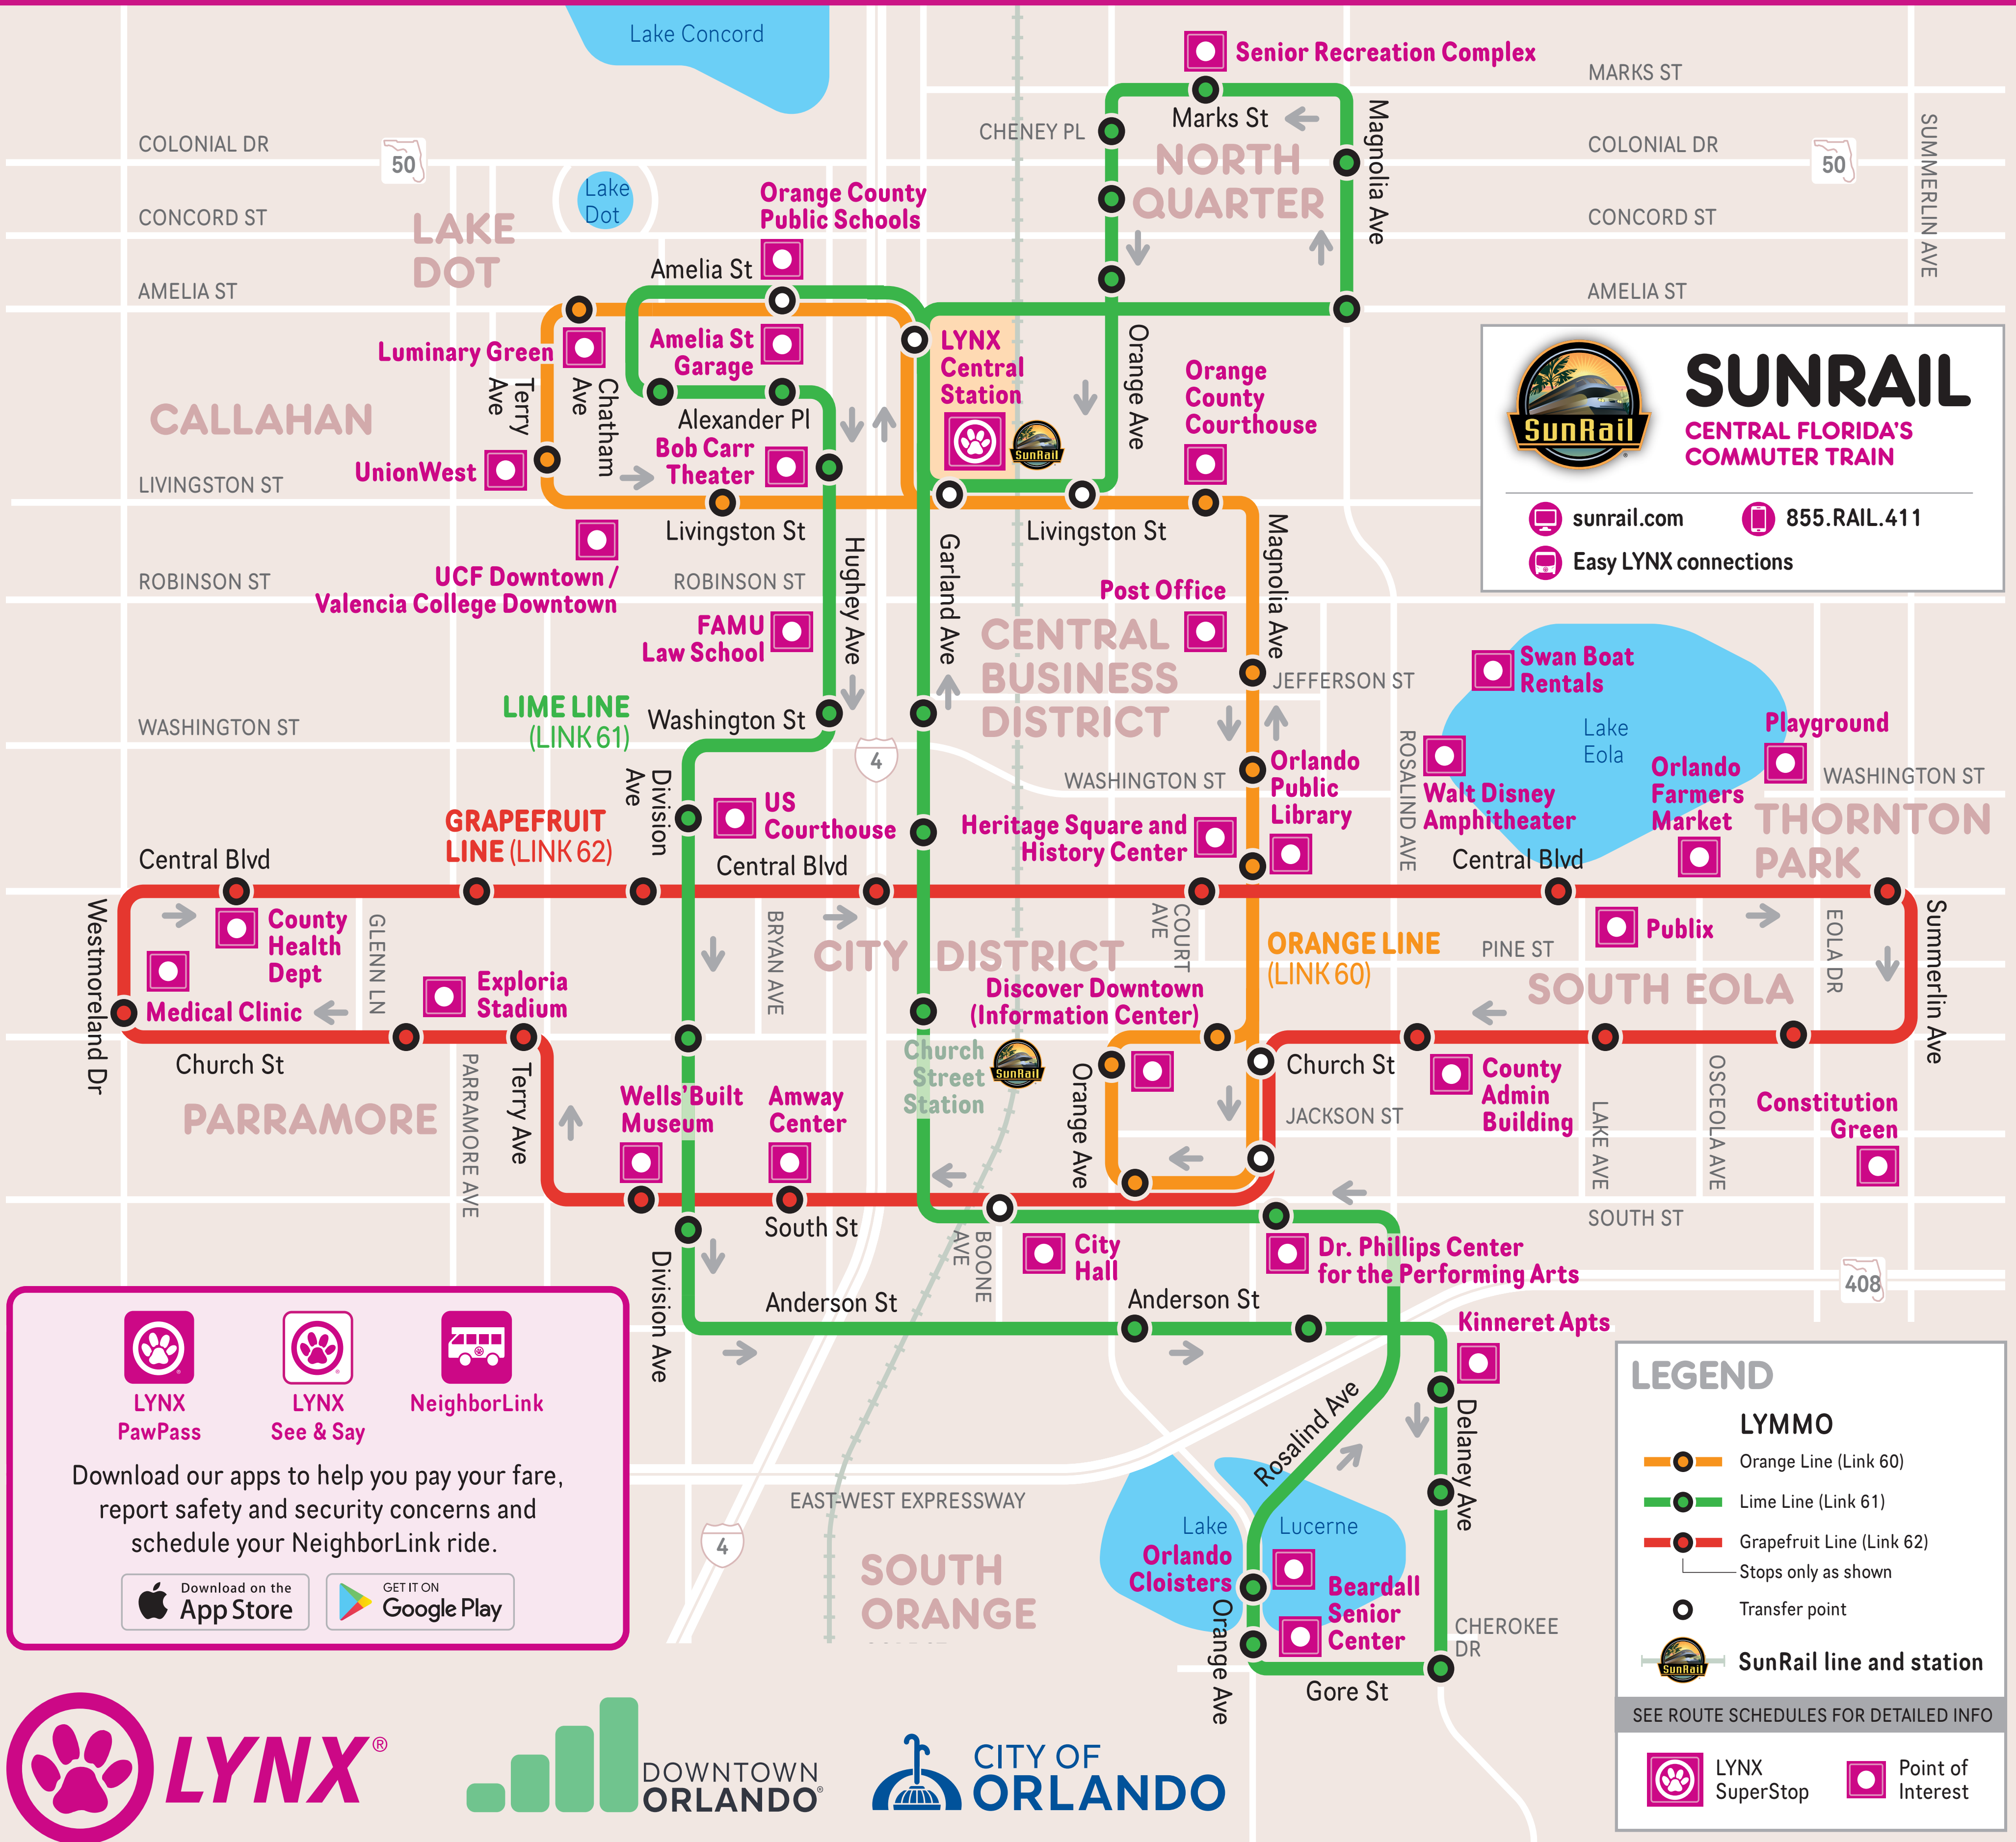 Lake Concord
Senior Recreation Complex
MARKS ST
Marks St
CHENEY PL
Magnolia Ave
SUMMERLIN AVE
COLONIAL DR
50
COLONIAL DR
50
NORTH
QUARTER
Lake
Dot
Orange County
Public Schools
CONCORD ST
CONCORD ST
LAKE
DOT
Amelia St
AMELIA ST
AMELIA ST
Luminary Green
Amelia St
Garage
LYNX
Central
Station
SunRail
Orange Ave
Orange
County
Courthouse
SunRail
®
SUNRAIL
CENTRAL FLORIDA'S
COMMUTER TRAIN
sunrail.com
855.RAIL.411
Easy LYNX connections
Terry
Ave
Chatham
Ave
CALLAHAN
Alexander Pl
Bob Carr
Theater
UnionWest
LIVINGSTON ST
Livingston St
Livingston St
UCF Downtown /
Valencia College Downtown
ROBINSON ST
ROBINSON ST
Hughey Ave
Garland Ave
Magnolia Ave
Post Office
FAMU
Law School
CENTRAL
BUSINESS
DISTRICT
JEFFERSON ST
Swan Boat
Rentals
Lake
Eola
Playground
LIME LINE
(LINK 61)
Washington St
WASHINGTON ST
4
WASHINGTON ST
WASHINGTON ST
ROSALIND AVE
Orlando
Public
Library
Walt Disney
Amphitheater
Orlando
Farmers
Market
THORNTON
PARK
Division
Ave
US
Courthouse
Heritage Square and
History Center
GRAPEFRUIT
LINE (LINK 62)
Central Blvd
Central Blvd
Central Blvd
Westmoreland Dr
County
Health
Dept
GLENN LN
BRYAN AVE
COURT
AVE
ORANGE LINE
(LINK 60)
Publix
PINE ST
EOLA DR
Summerlin Ave
CITY DISTRICT
SOUTH EOLA
Medical Clinic
Exploria
Stadium
Discover Downtown
(Information Center)
Church St
Church
Street
Station
SunRail
Orange Ave
Church St
County
Admin
Building
JACKSON ST
LAKE AVE
OSCEOLA AVE
Constitution
Green
PARRAMORE
PARRAMORE AVE
Terry Ave
Wells'Built
Museum
Amway
Center
South St
SOUTH ST
BOONE
AVE
City
Hall
Dr. Phillips Center
for the Performing Arts
408
Division Ave
Anderson St
Anderson St
Kinneret Apts
Delaney Ave
Rosalind Ave
LYNX
PawPass
LYNX
See & Say
NeighborLink
Download our apps to help you pay your fare,
report safety and security concerns and
schedule your NeighborLink ride.
Download on the
App Store
GET IT ON
Google Play
EAST-WEST EXPRESSWAY
4
SOUTH
ORANGE
Lake
Lucerne
Orlando
Cloisters
Beardall
Senior
Center
Orange Ave
CHEROKEE
DR
Gore St
LEGEND
LYMMO
Orange Line (Link 60)
Lime Line (Link 61)
Grapefruit Line (Link 62)
Stops only as shown
Transfer point
SunRail
SunRail line and station
SEE ROUTE SCHEDULES FOR DETAILED INFO
LYNX
SuperStop
Point of
Interest
LYNX®
DOWNTOWN
ORLANDO®
CITY OF
ORLANDO